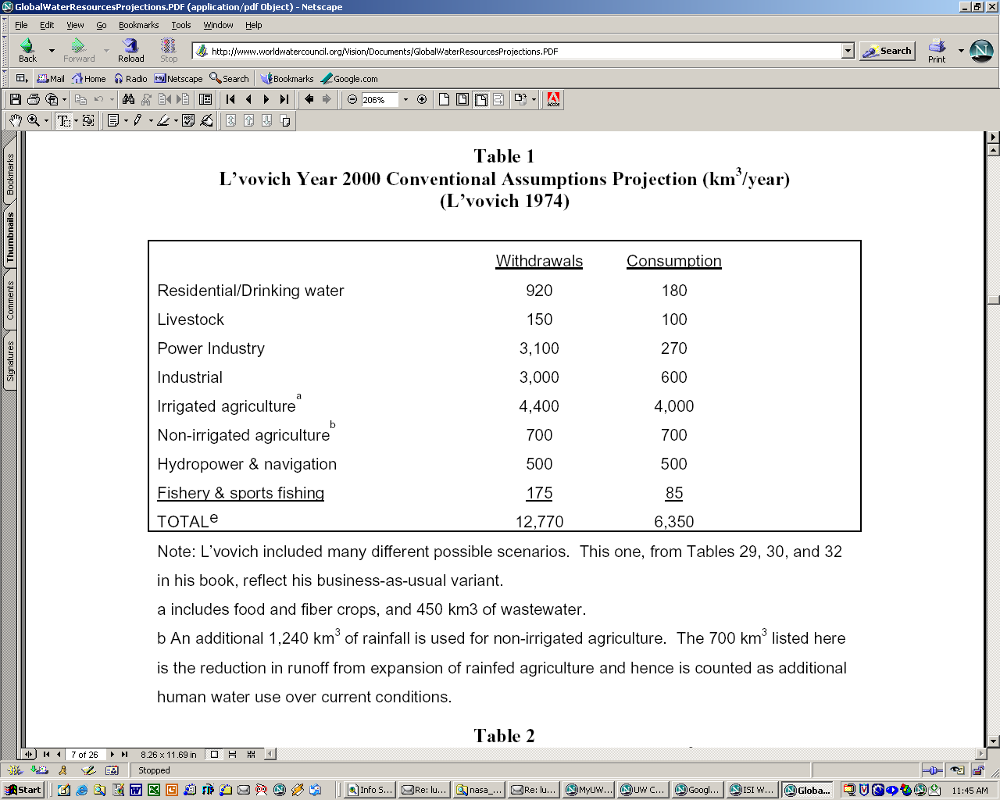 GlobalWaterResourcesProjections.PDF (application/pdf Object) - Netscape
File Edit View Go Bookmarks Tools Window Help
Back Forward Reload Stop http://www.worldwatercouncil.org/Vision/Documents/GlobalWaterResourcesProjections.PDF Search Print
Mail Home Radio Netscape Search Bookmarks Google.com
206% Adobe
Bookmarks
Thumbnails
Comments
Signatures
Table 1
L'vovich Year 2000 Conventional Assumptions Projection (km³/year)
(L'vovich 1974)
Withdrawals Consumption
Residential/Drinking water 920 180
Livestock 150 100
Power Industry 3,100 270
Industrial 3,000 600
Irrigated agriculture a 4,400 4,000
Non-irrigated agriculture b 700 700
Hydropower & navigation 500 500
Fishery & sports fishing 175 85
TOTAL e 12,770 6,350
Note: L'vovich included many different possible scenarios. This one, from Tables 29, 30, and 32
in his book, reflect his business-as-usual variant.
a includes food and fiber crops, and 450 km3 of wastewater.
b An additional 1,240 km³ of rainfall is used for non-irrigated agriculture. The 700 km³ listed here
is the reduction in runoff from expansion of rainfed agriculture and hence is counted as additional
human water use over current conditions.
Table 2
7 of 26 8.26 x 11.69 in
Stopped
Start Info S... Re: lu... nasa_... Re: lu... MyUW... UW C... Googl... ISI W... Globa... 11:45 AM